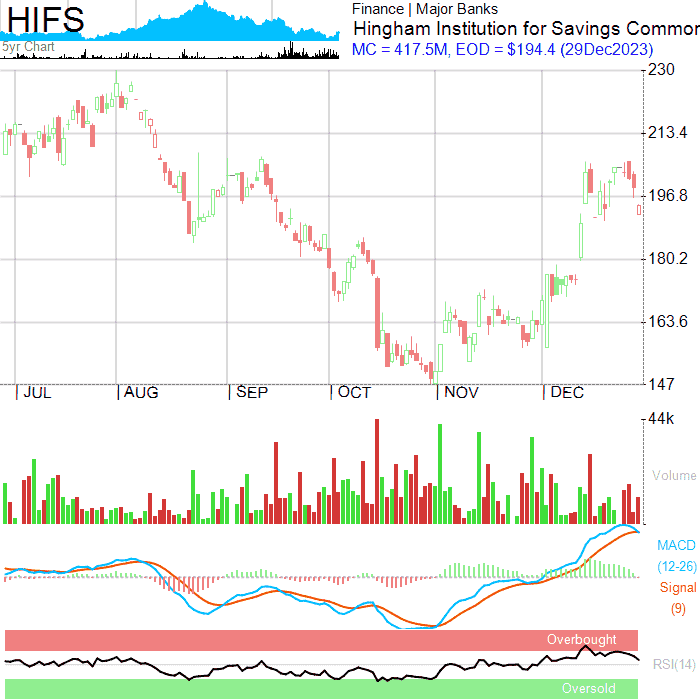 HIFS
5yr Chart
Finance | Major Banks
Hingham Institution for Savings Common
MC = 417.5M, EOD = $194.4 (29Dec2023)
230
213.4
196.8
180.2
163.6
147
JUL AUG SEP OCT NOV DEC
44k
Volume
MACD
(12-26)
Signal
(9)
Overbought
RSI(14)
Oversold